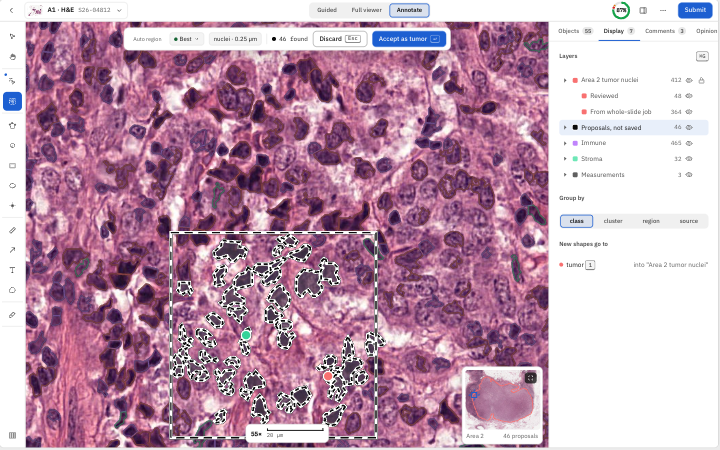 A1 · H&E S26-04812
Guided Full viewer Annotate
87%
Submit
Auto region Best nuclei · 0.25 µm 46 found Discard Esc Accept as tumor
Objects 55 Display 7 Comments 3 Opinion
Layers
Area 2 tumor nuclei 412
Reviewed 48
From whole-slide job 364
Proposals, not saved 46
Immune 465
Stroma 32
Measurements 3
Group by
class cluster region source
New shapes go to
tumor 1 into "Area 2 tumor nuclei"
55× 20 µm
Area 2 46 proposals